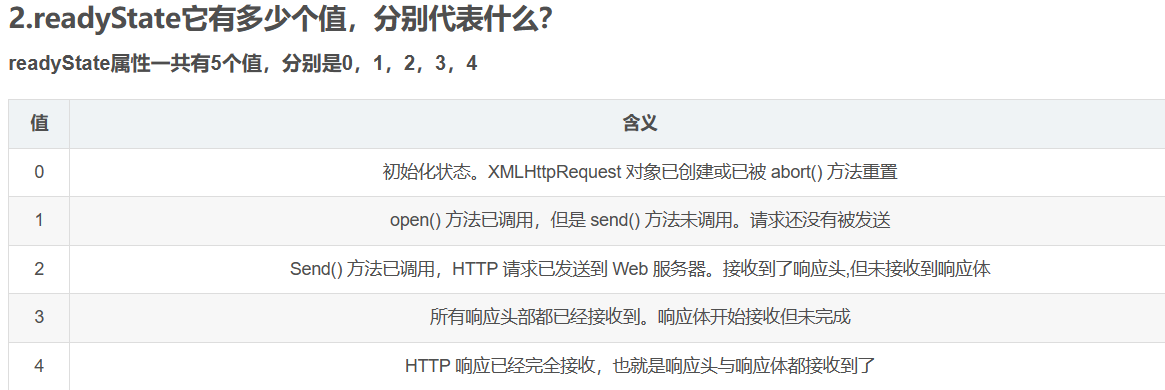 2.readyState它有多少个值，分别代表什么？
readyState属性一共有5个值，分别是0，1，2，3，4
值 含义
0 初始化状态。XMLHttpRequest 对象已创建或已被 abort() 方法重置
1 open() 方法已调用，但是 send() 方法未调用。请求还没有被发送
2 Send() 方法已调用，HTTP 请求已发送到 Web 服务器。接收到了响应头,但未接收到响应体
3 所有响应头部都已经接收到。响应体开始接收但未完成
4 HTTP 响应已经完全接收，也就是响应头与响应体都接收到了